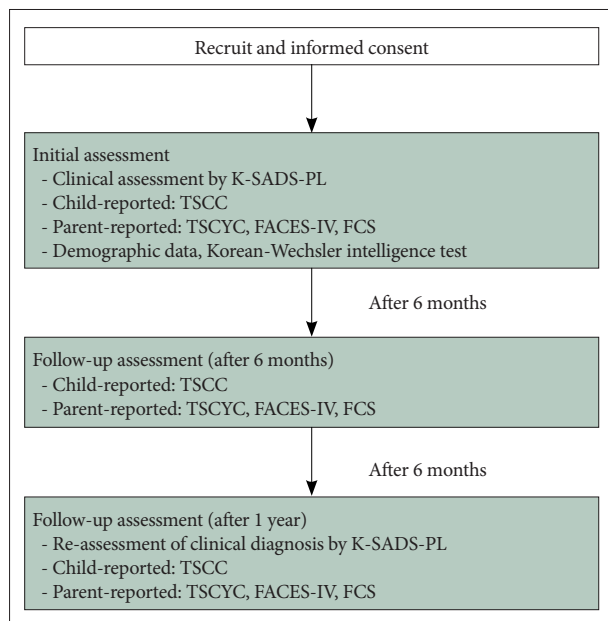 Recruit and informed consent
Initial assessment
- Clinical assessment by K-SADS-PL
- Child-reported: TSCC
- Parent-reported: TSCYC, FACES-IV, FCS
- Demographic data, Korean-Wechsler intelligence test
After 6 months
Follow-up assessment (after 6 months)
- Child-reported: TSCC
- Parent-reported: TSCYC, FACES-IV, FCS
After 6 months
Follow-up assessment (after 1 year)
- Re-assessment of clinical diagnosis by K-SADS-PL
- Child-reported: TSCC
- Parent-reported: TSCYC, FACES-IV, FCS